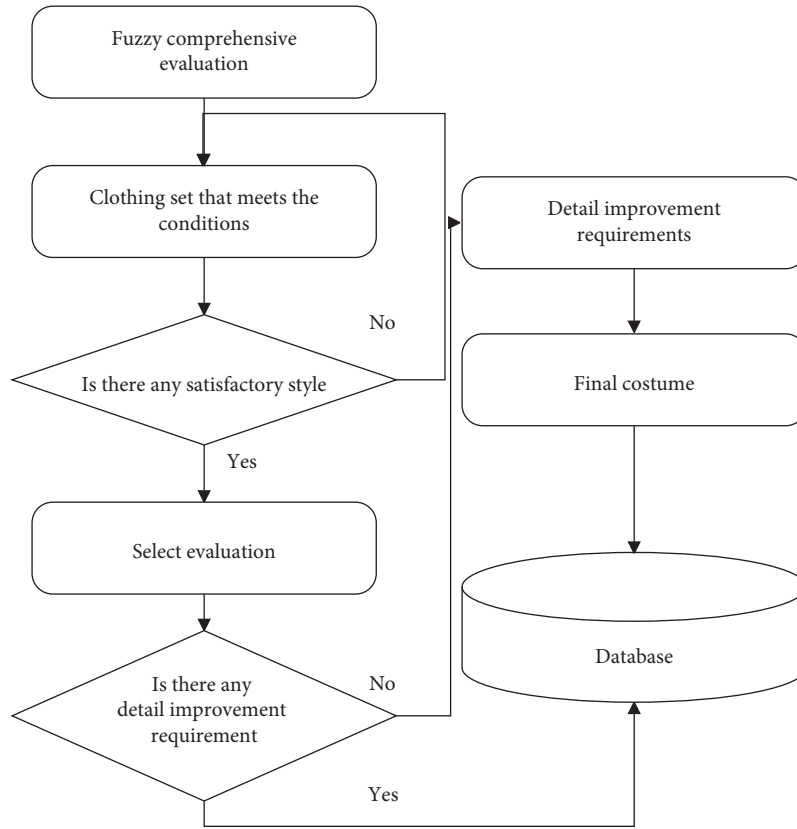 Fuzzy comprehensive
evaluation
Clothing set that meets the
conditions
No
Is there any satisfactory style
Yes
Select evaluation
Is there any
detail improvement
requirement
No
Yes
Detail improvement
requirements
Final costume
Database